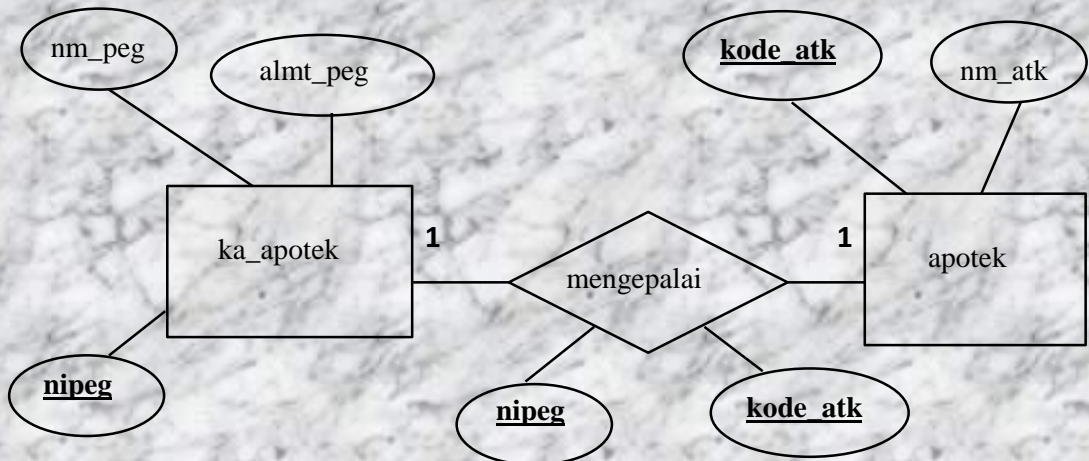 nm_peg
almt_peg
kode_atk
nm_atk
ka_apotek
1
mengepalai
1
apotek
nipeg
nipeg
kode_atk